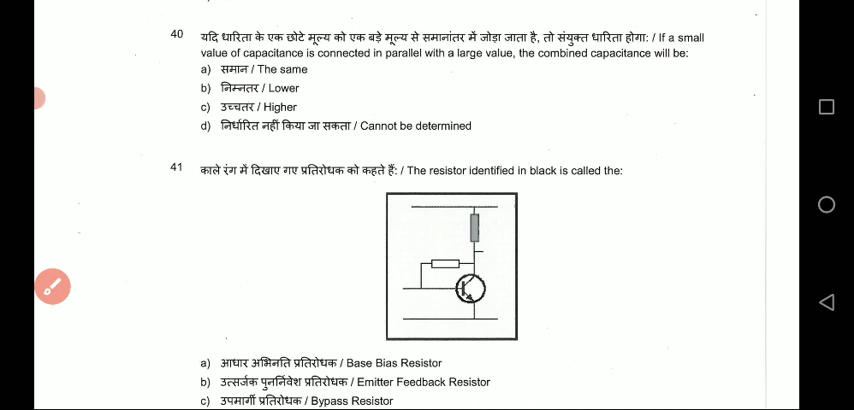 40 यदि धारिता के एक छोटे मूल्य को एक बड़े मूल्य से समानांतर में जोड़ा जाता है, तो संयुक्त धारिता होगा: / If a small
value of capacitance is connected in parallel with a large value, the combined capacitance will be:
a) समान / The same
b) निम्नतर / Lower
c) उच्चतर / Higher
d) निर्धारित नहीं किया जा सकता / Cannot be determined
41 काले रंग में दिखाए गए प्रतिरोधक को कहते हैं: / The resistor identified in black is called the:
a) आधार अभिनति प्रतिरोधक / Base Bias Resistor
b) उत्सर्जक पुनर्निवेश प्रतिरोधक / Emitter Feedback Resistor
c) उपमार्गी प्रतिरोधक / Bypass Resistor